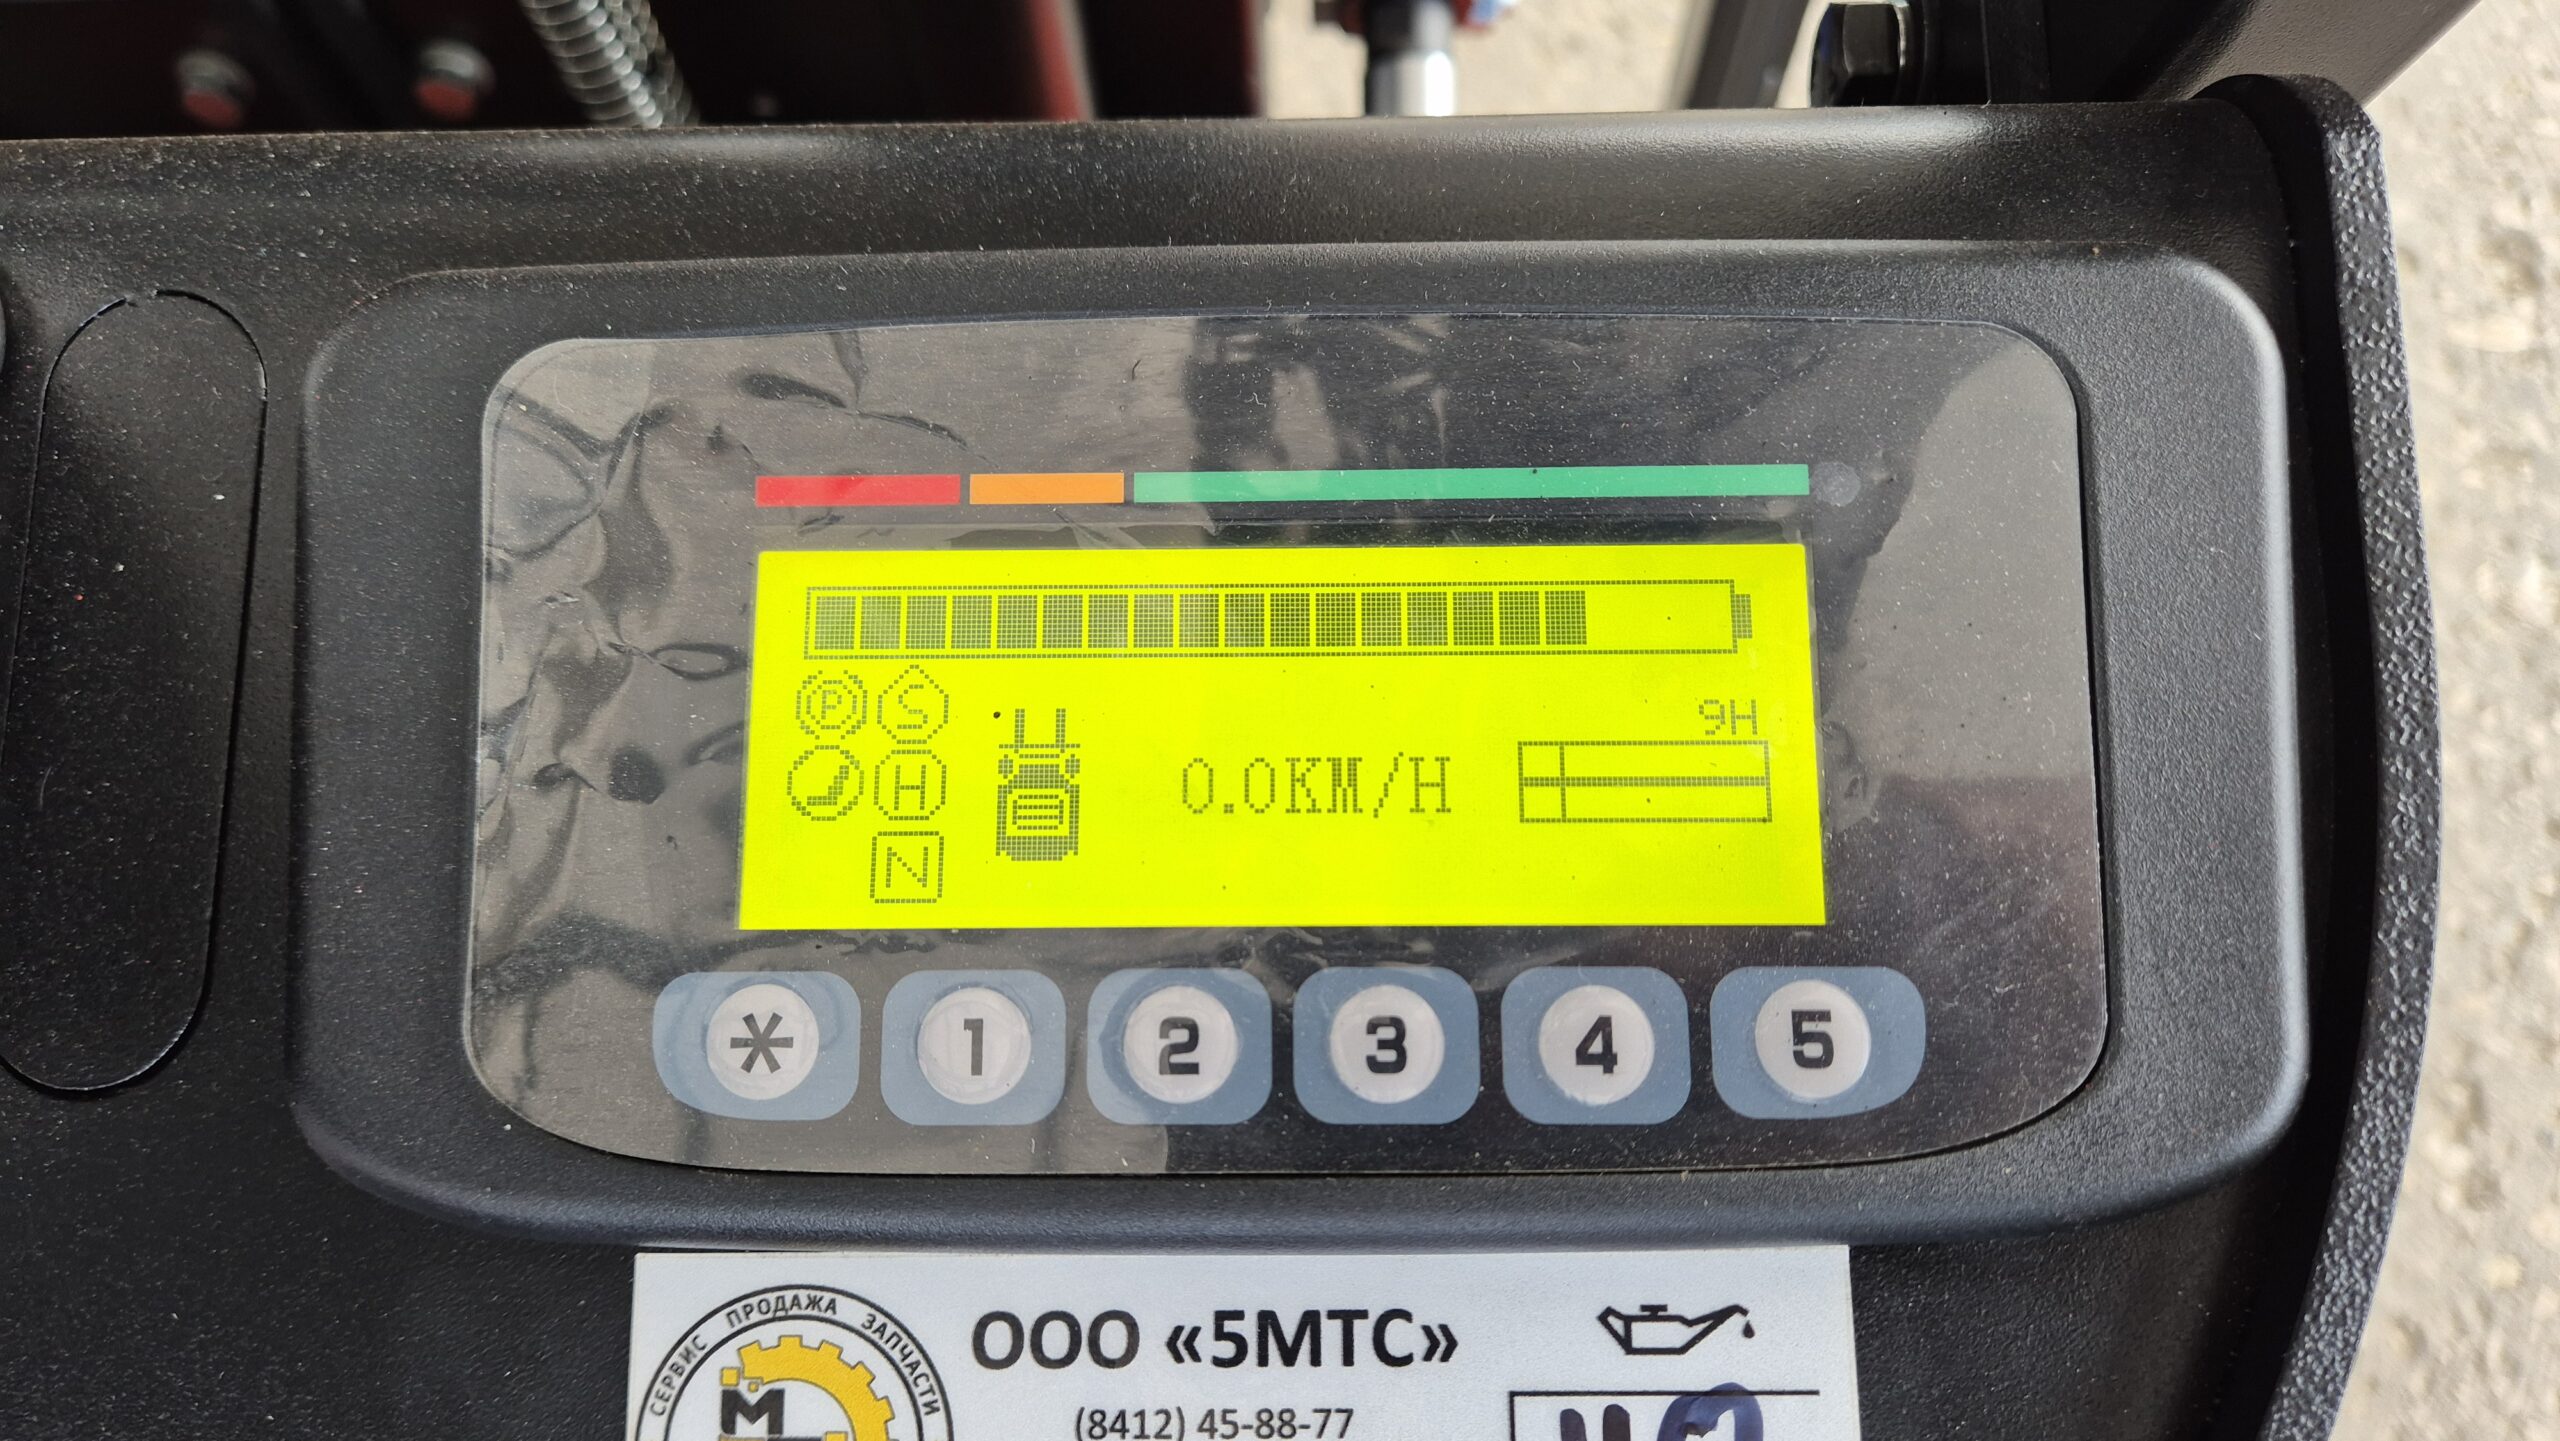 P S
H
N
9H
0.0KM/H
* 1 2 3 4 5
СЕРВИС ПРОДАЖА ЗАПЧАСТИ
М
ООО «5МТС»
(8412) 45-88-77